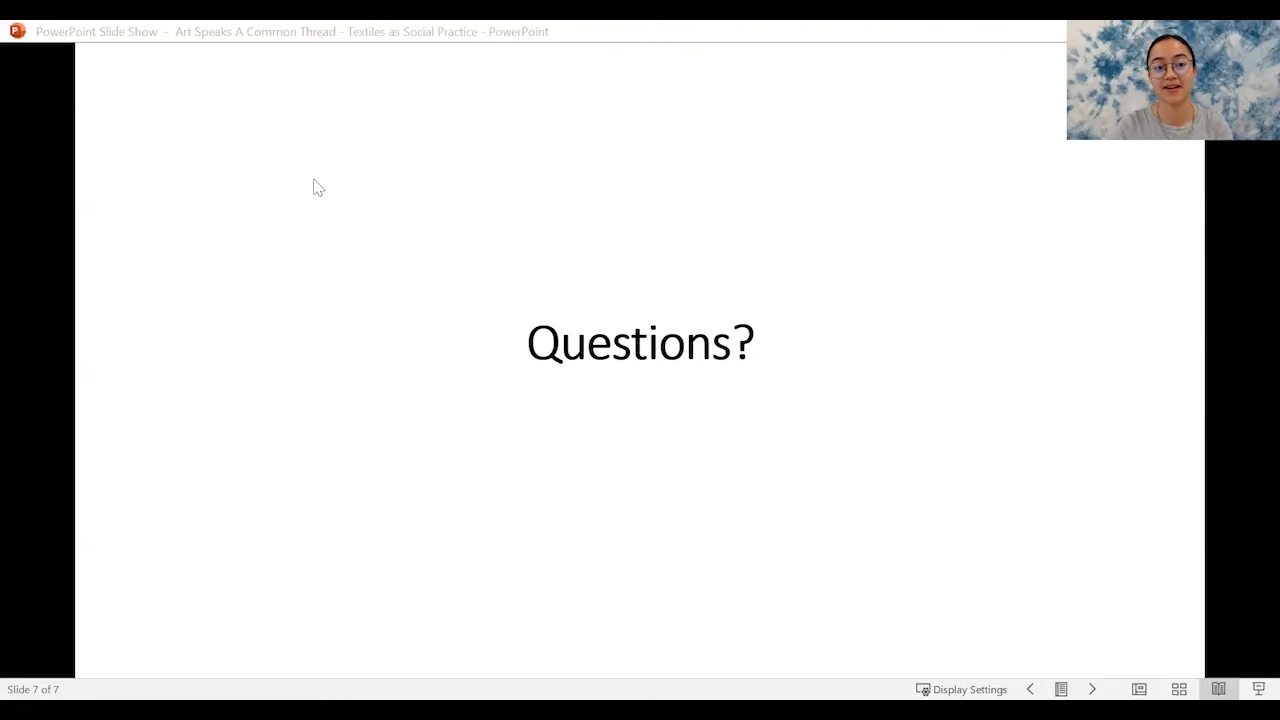 PowerPoint Slide Show - Art Speaks A Common Thread - Textiles as Social Practice - PowerPoint
Questions?
Slide 7 of 7
Display Settings